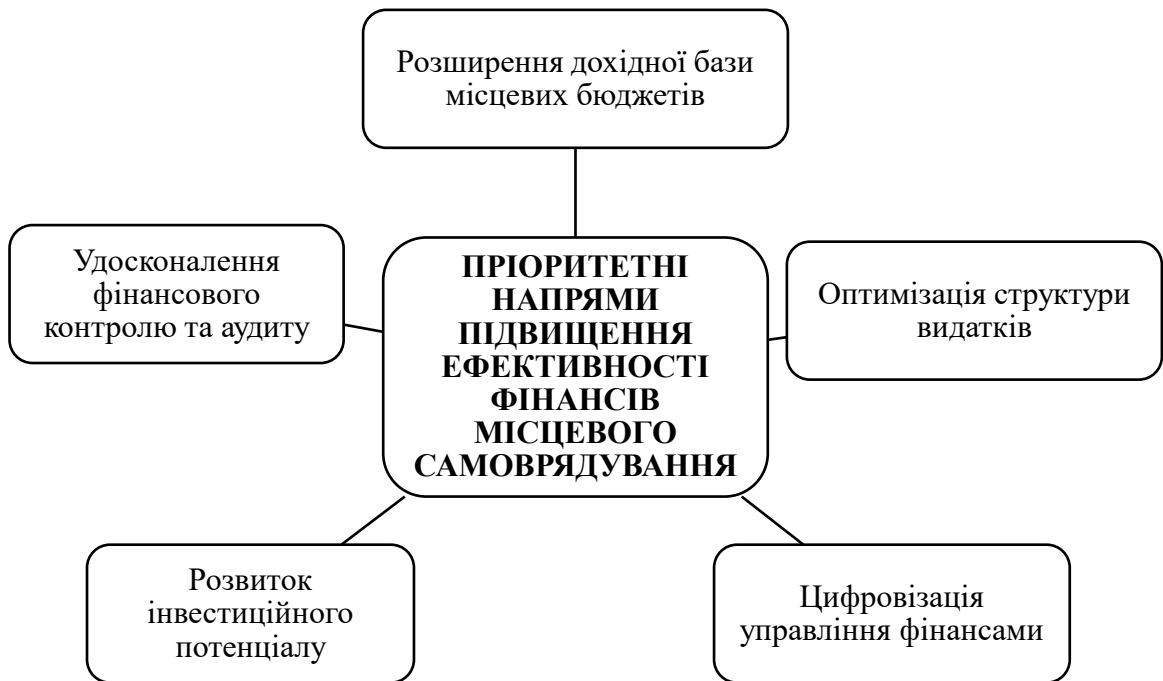 Розширення дохідної бази
місцевих бюджетів
Удосконалення
фінансового
контролю та аудиту
ПРІОРИТЕТНІ
НАПРЯМИ
ПІДВИЩЕННЯ
ЕФЕКТИВНОСТІ
ФІНАНСІВ
МІСЦЕВОГО
САМОВРЯДУВАННЯ
Оптимізація структури
видатків
Розвиток
інвестиційного
потенціалу
Цифровізація
управління фінансами